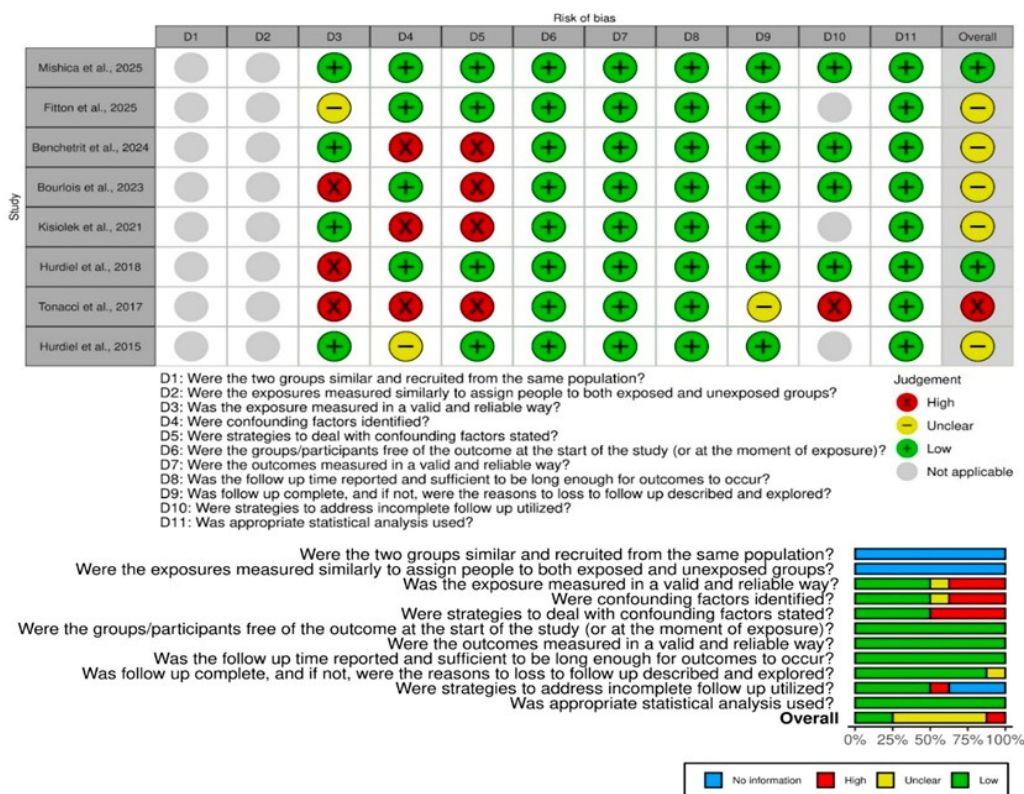 Risk of bias
D1 D2 D3 D4 D5 D6 D7 D8 D9 D10 D11 Overall
Study
Mishica et al., 2025 + + + + + + + + + +
Fitton et al., 2025 - + + + + + + + -
Benchetrit et al., 2024 + X X + + + + + + -
Bourlois et al., 2023 X + X + + + + + + -
Kisiolek et al., 2021 + X X + + + + + -
Hurdiel et al., 2018 X + + + + + + + + +
Tonacci et al., 2017 X X X + + + - X + X
Hurdiel et al., 2015 + - + + + + + + -
D1: Were the two groups similar and recruited from the same population?
D2: Were the exposures measured similarly to assign people to both exposed and unexposed groups?
D3: Was the exposure measured in a valid and reliable way?
D4: Were confounding factors identified?
D5: Were strategies to deal with confounding factors stated?
D6: Were the groups/participants free of the outcome at the start of the study (or at the moment of exposure)?
D7: Were the outcomes measured in a valid and reliable way?
D8: Was the follow up time reported and sufficient to be long enough for outcomes to occur?
D9: Was follow up complete, and if not, were the reasons to loss to follow up described and explored?
D10: Were strategies to address incomplete follow up utilized?
D11: Was appropriate statistical analysis used?
Judgement
X High
- Unclear
+ Low
Not applicable
Were the two groups similar and recruited from the same population?
Were the exposures measured similarly to assign people to both exposed and unexposed groups?
Was the exposure measured in a valid and reliable way?
Were confounding factors identified?
Were strategies to deal with confounding factors stated?
Were the groups/participants free of the outcome at the start of the study (or at the moment of exposure)?
Were the outcomes measured in a valid and reliable way?
Was the follow up time reported and sufficient to be long enough for outcomes to occur?
Was follow up complete, and if not, were the reasons to loss to follow up described and explored?
Were strategies to address incomplete follow up utilized?
Was appropriate statistical analysis used?
Overall
0% 25% 50% 75% 100%
No information High Unclear Low